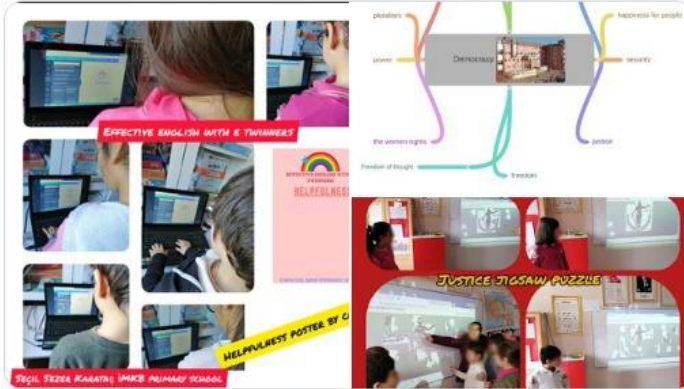 EFFECTIVE ENGLISH WITH E TWINNERS
HELPFULNESS
HELPFULNESS POSTER BY C
SEÇIL SEZER KARATAŞ İMKB PRIMARY SCHOOL
pluralism
happiness for people
power
Democracy
security
the women rights
justice
Freedom of thought
freedom
JUSTICE JIGSAW PUZZLE